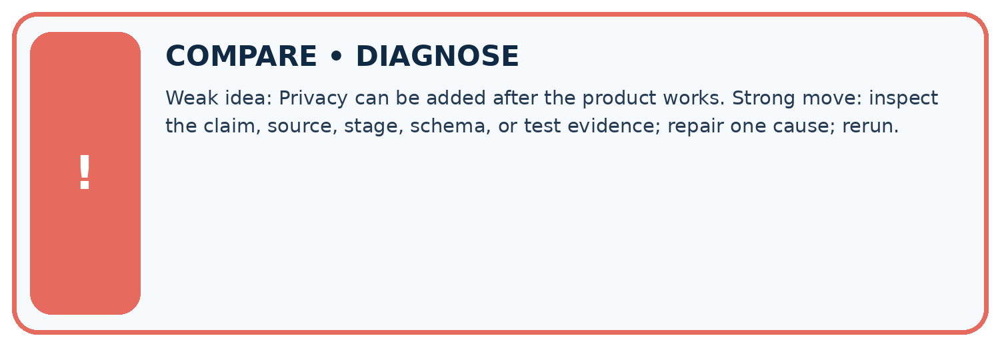 COMPARE • DIAGNOSE
Weak idea: Privacy can be added after the product works. Strong move: inspect
the claim, source, stage, schema, or test evidence; repair one cause; rerun.
!